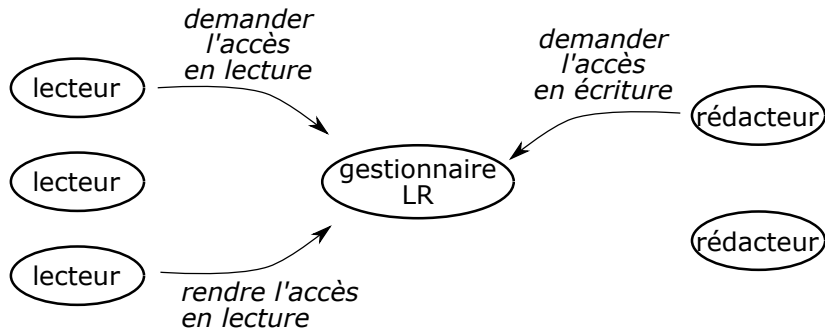 demander
l'accès
en lecture
lecteur
demander
l'accès
en écriture
rédacteur
lecteur
gestionnaire
LR
rédacteur
lecteur
rendre l'accès
en lecture